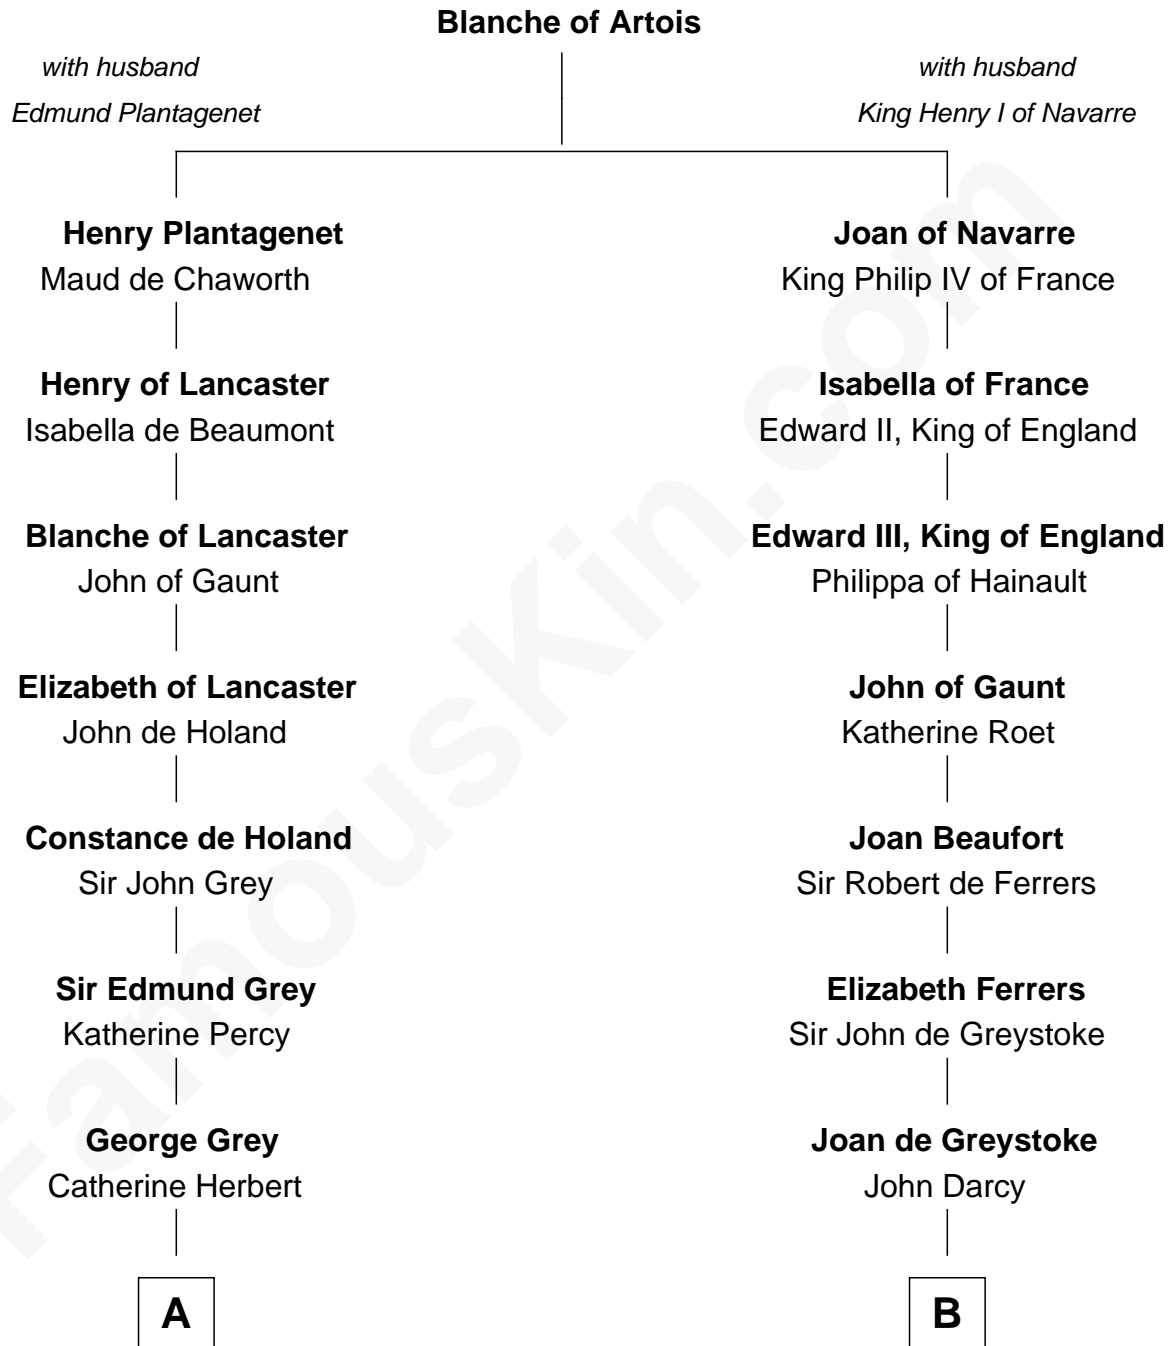 Blanche of Artois
with husband
Edmund Plantagenet
with husband
King Henry I of Navarre
Henry Plantagenet
Maud de Chaworth
Joan of Navarre
King Philip IV of France
Henry of Lancaster
Isabella de Beaumont
Isabella of France
Edward II, King of England
Blanche of Lancaster
John of Gaunt
Edward III, King of England
Philippa of Hainault
Elizabeth of Lancaster
John de Holand
John of Gaunt
Katherine Roet
Constance de Holand
Sir John Grey
Joan Beaufort
Sir Robert de Ferrers
Sir Edmund Grey
Katherine Percy
Elizabeth Ferrers
Sir John de Greystoke
George Grey
Catherine Herbert
Joan de Greystoke
John Darcy
A
B
FamousKin.com